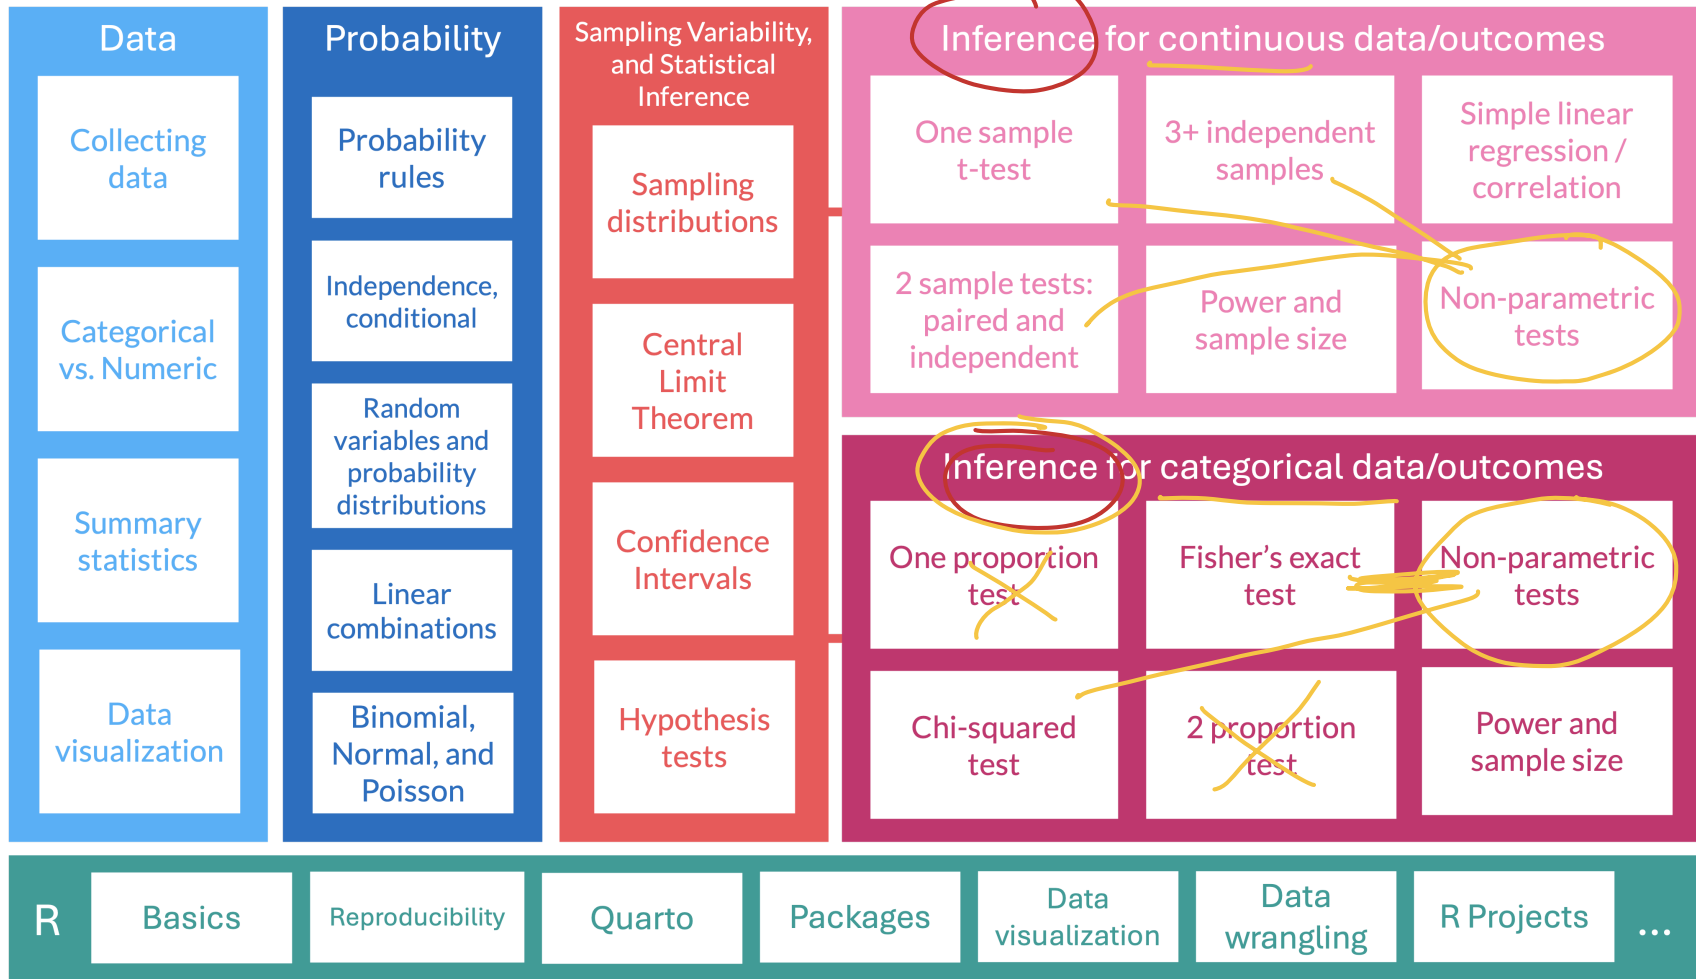 Data
Collecting
data
Categorical
vs. Numeric
Summary
statistics
Data
visualization
Probability
Probability
rules
Independence,
conditional
Random
variables and
probability
distributions
Linear
combinations
Binomial,
Normal, and
Poisson
Sampling Variability,
and Statistical
Inference
Sampling
distributions
Central
Limit
Theorem
Confidence
Intervals
Hypothesis
tests
Inference for continuous data/outcomes
One sample
t-test
3+ independent
samples
Simple linear
regression /
correlation
2 sample tests:
paired and
independent
Power and
sample size
Non-parametric
tests
Inference for categorical data/outcomes
One proportion
test
Fisher’s exact
test
Non-parametric
tests
Chi-squared
test
2 proportion
test
Power and
sample size
R
Basics
Reproducibility
Quarto
Packages
Data
visualization
Data
wrangling
R Projects
...